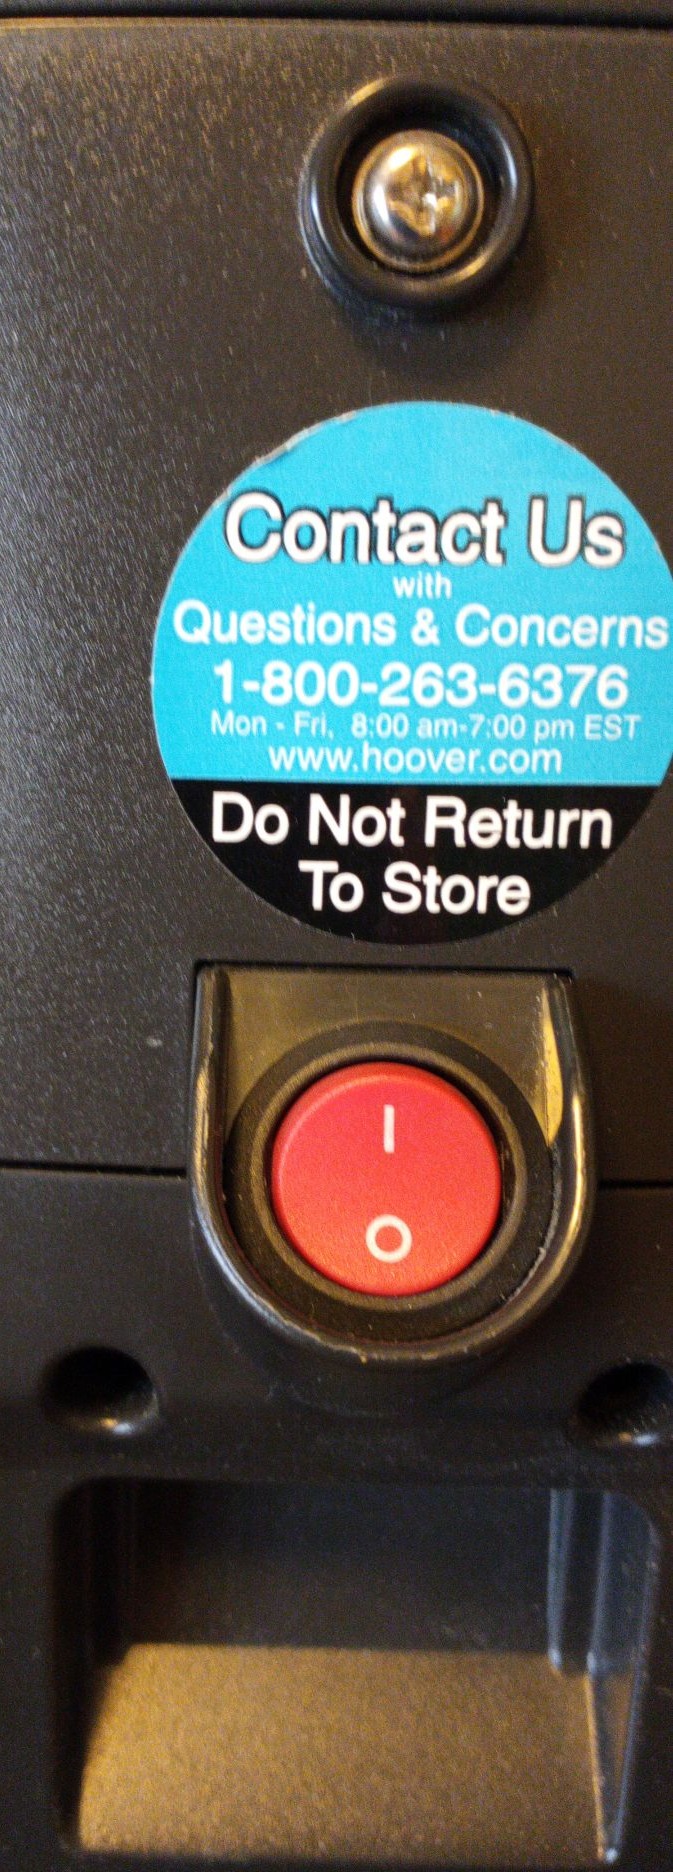 Contact Us
with
Questions & Concerns
1-800-263-6376
Mon - Fri, 8:00 am-7:00 pm EST
www.hoover.com
Do Not Return
To Store
I
O